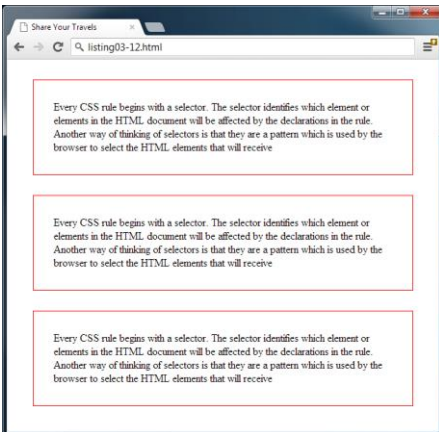 Share Your Travels
listing03-12.html
Every CSS rule begins with a selector. The selector identifies which element or
elements in the HTML document will be affected by the declarations in the rule.
Another way of thinking of selectors is that they are a pattern which is used by the
browser to select the HTML elements that will receive
Every CSS rule begins with a selector. The selector identifies which element or
elements in the HTML document will be affected by the declarations in the rule.
Another way of thinking of selectors is that they are a pattern which is used by the
browser to select the HTML elements that will receive
Every CSS rule begins with a selector. The selector identifies which element or
elements in the HTML document will be affected by the declarations in the rule.
Another way of thinking of selectors is that they are a pattern which is used by the
browser to select the HTML elements that will receive